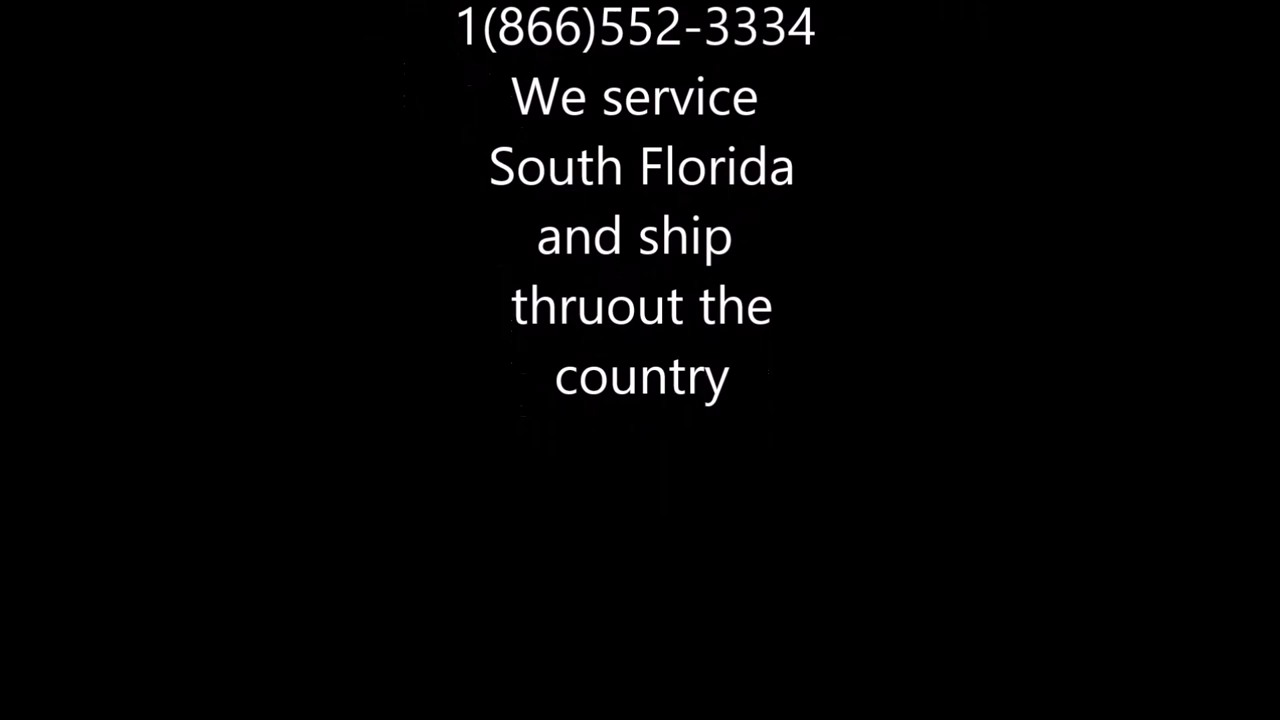 1(866)552-3334
We service
South Florida
and ship
thruout the
country